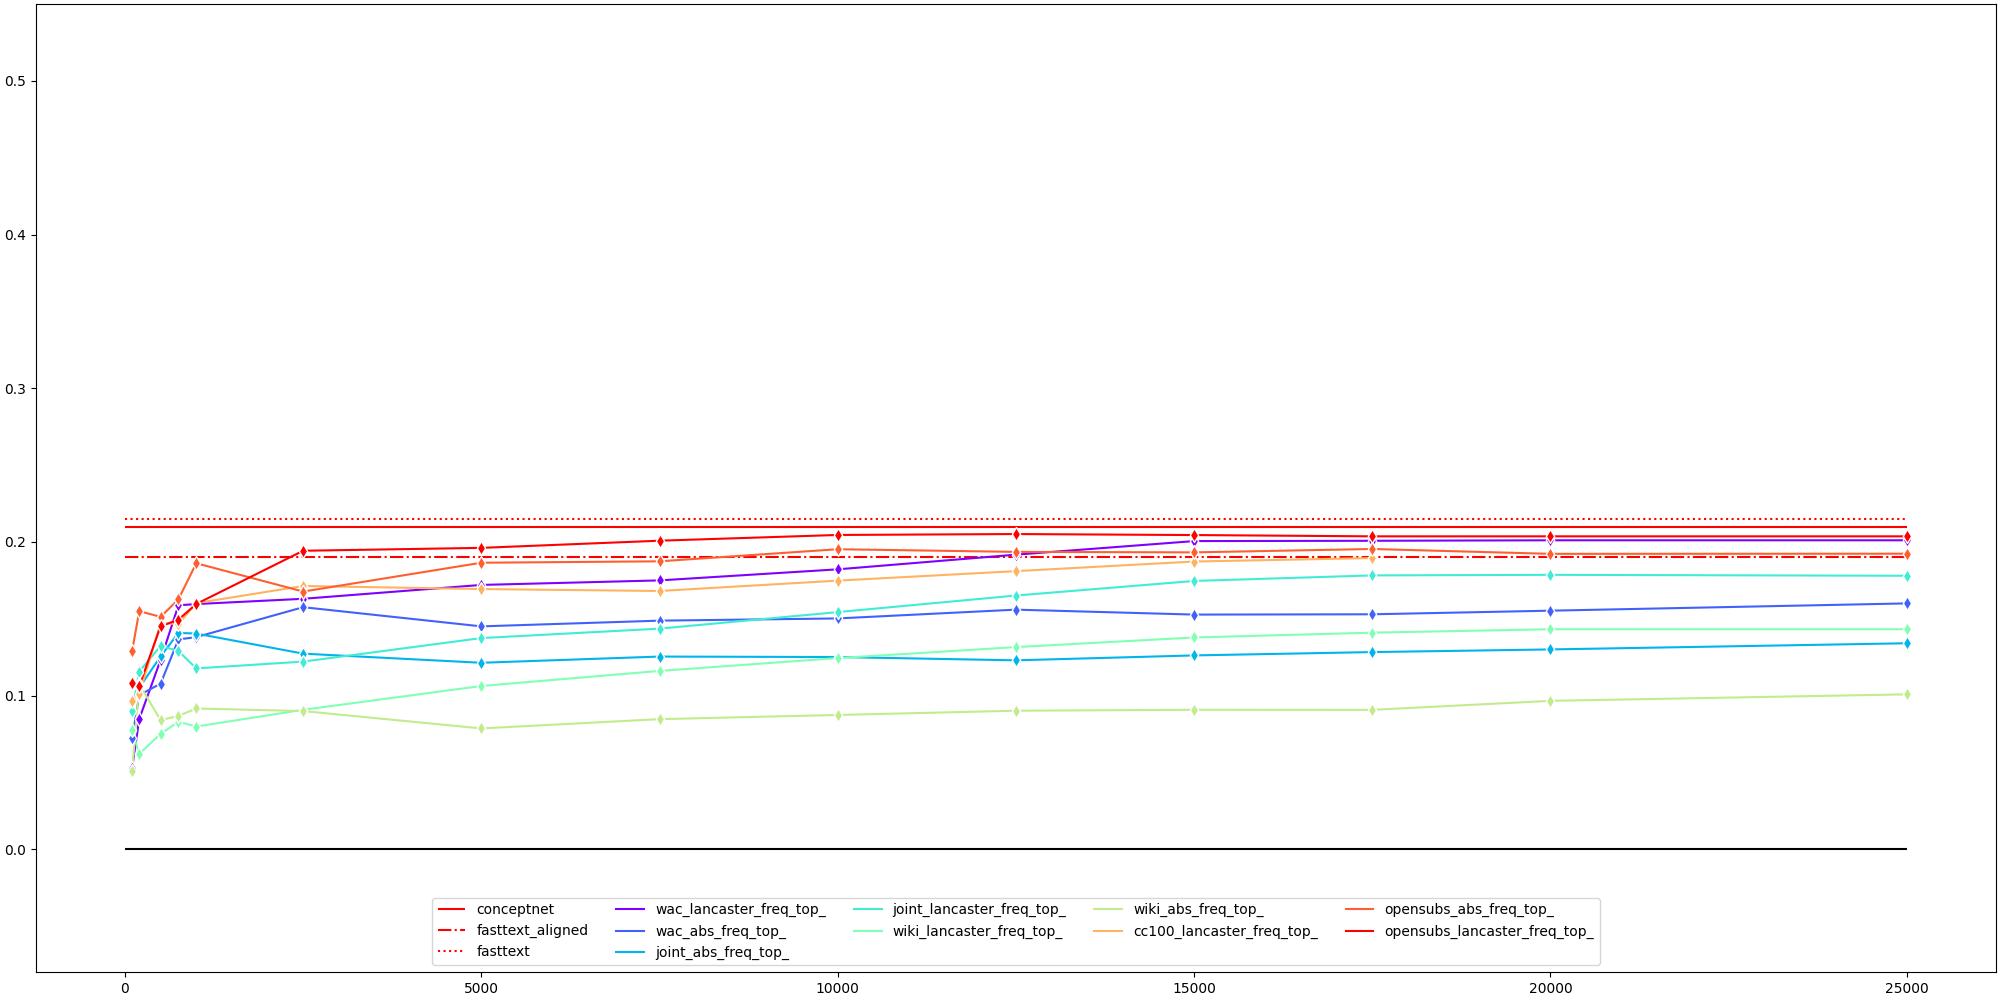 0.5
0.4
0.3
0.2
0.1
0.0
conceptnet
fasttext_aligned
fasttext
wac_lancaster_freq_top_
wac_abs_freq_top_
joint_abs_freq_top_
joint_lancaster_freq_top_
wiki_lancaster_freq_top_
wiki_abs_freq_top_
cc100_lancaster_freq_top_
opensubs_abs_freq_top_
opensubs_lancaster_freq_top_
0 5000 10000 15000 20000 25000